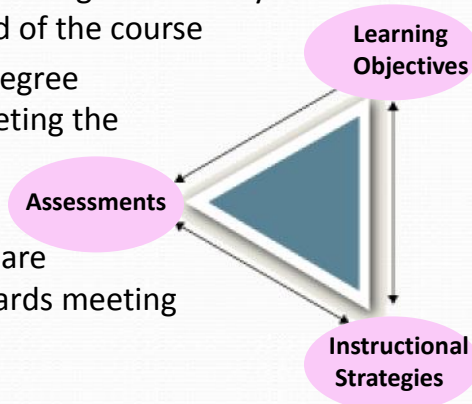 d of the course
egree
eting the
are
ards meeting
Learning
Objectives
Assessments
Instructional
Strategies